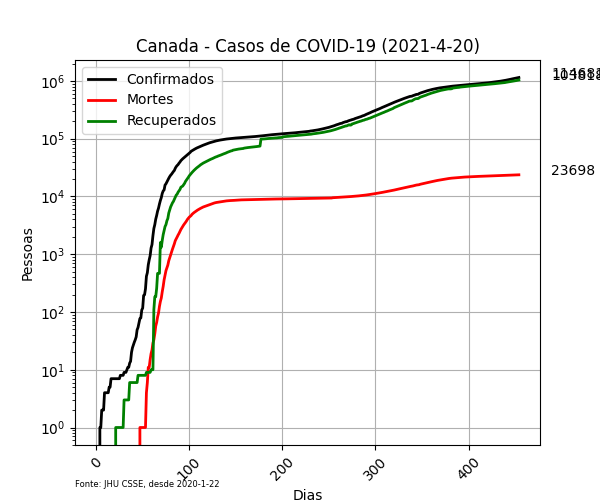 Canada - Casos de COVID-19 (2021-4-20)
Confirmados
Mortes
Recuperados
23698
10⁶
10⁵
10⁴
10³
10²
10¹
10⁰
Pessoas
0
100
200
300
400
Dias
Fonte: JHU CSSE, desde 2020-1-22